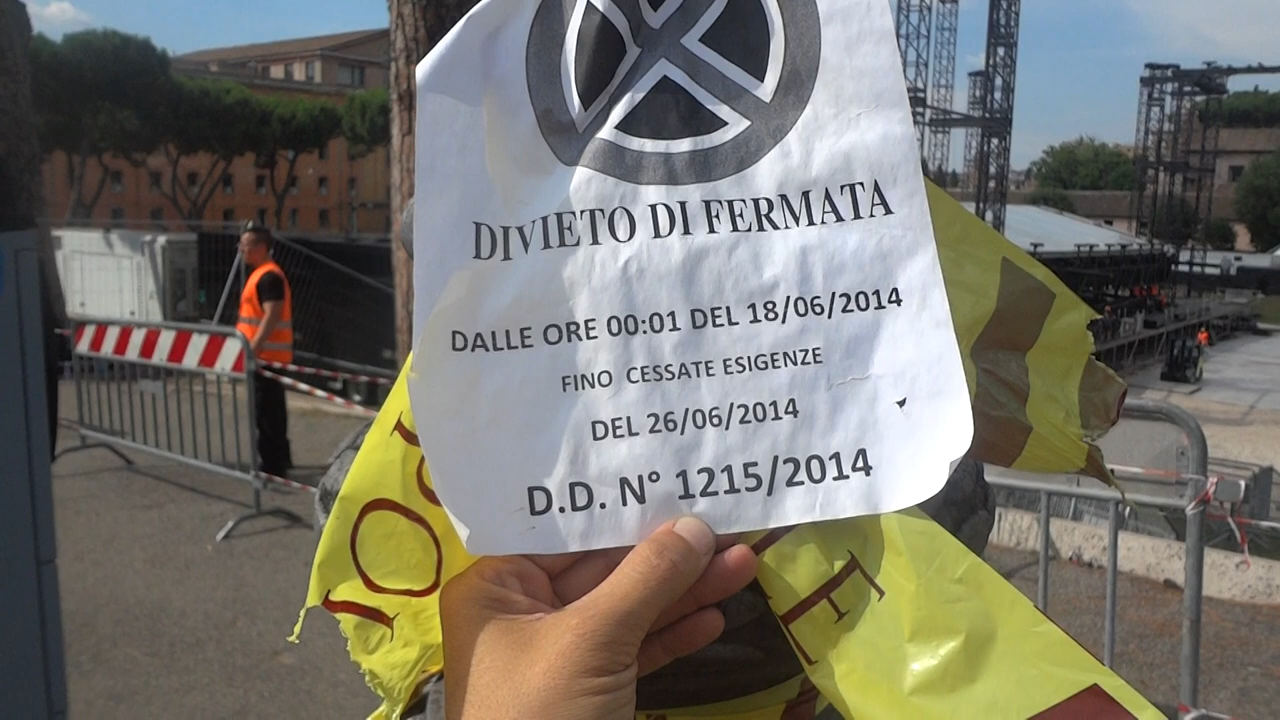 DIVIETO DI FERMATA
DALLE ORE 00:01 DEL 18/06/2014
FINO CESSATE ESIGENZE
DEL 26/06/2014
D.D. N° 1215/2014